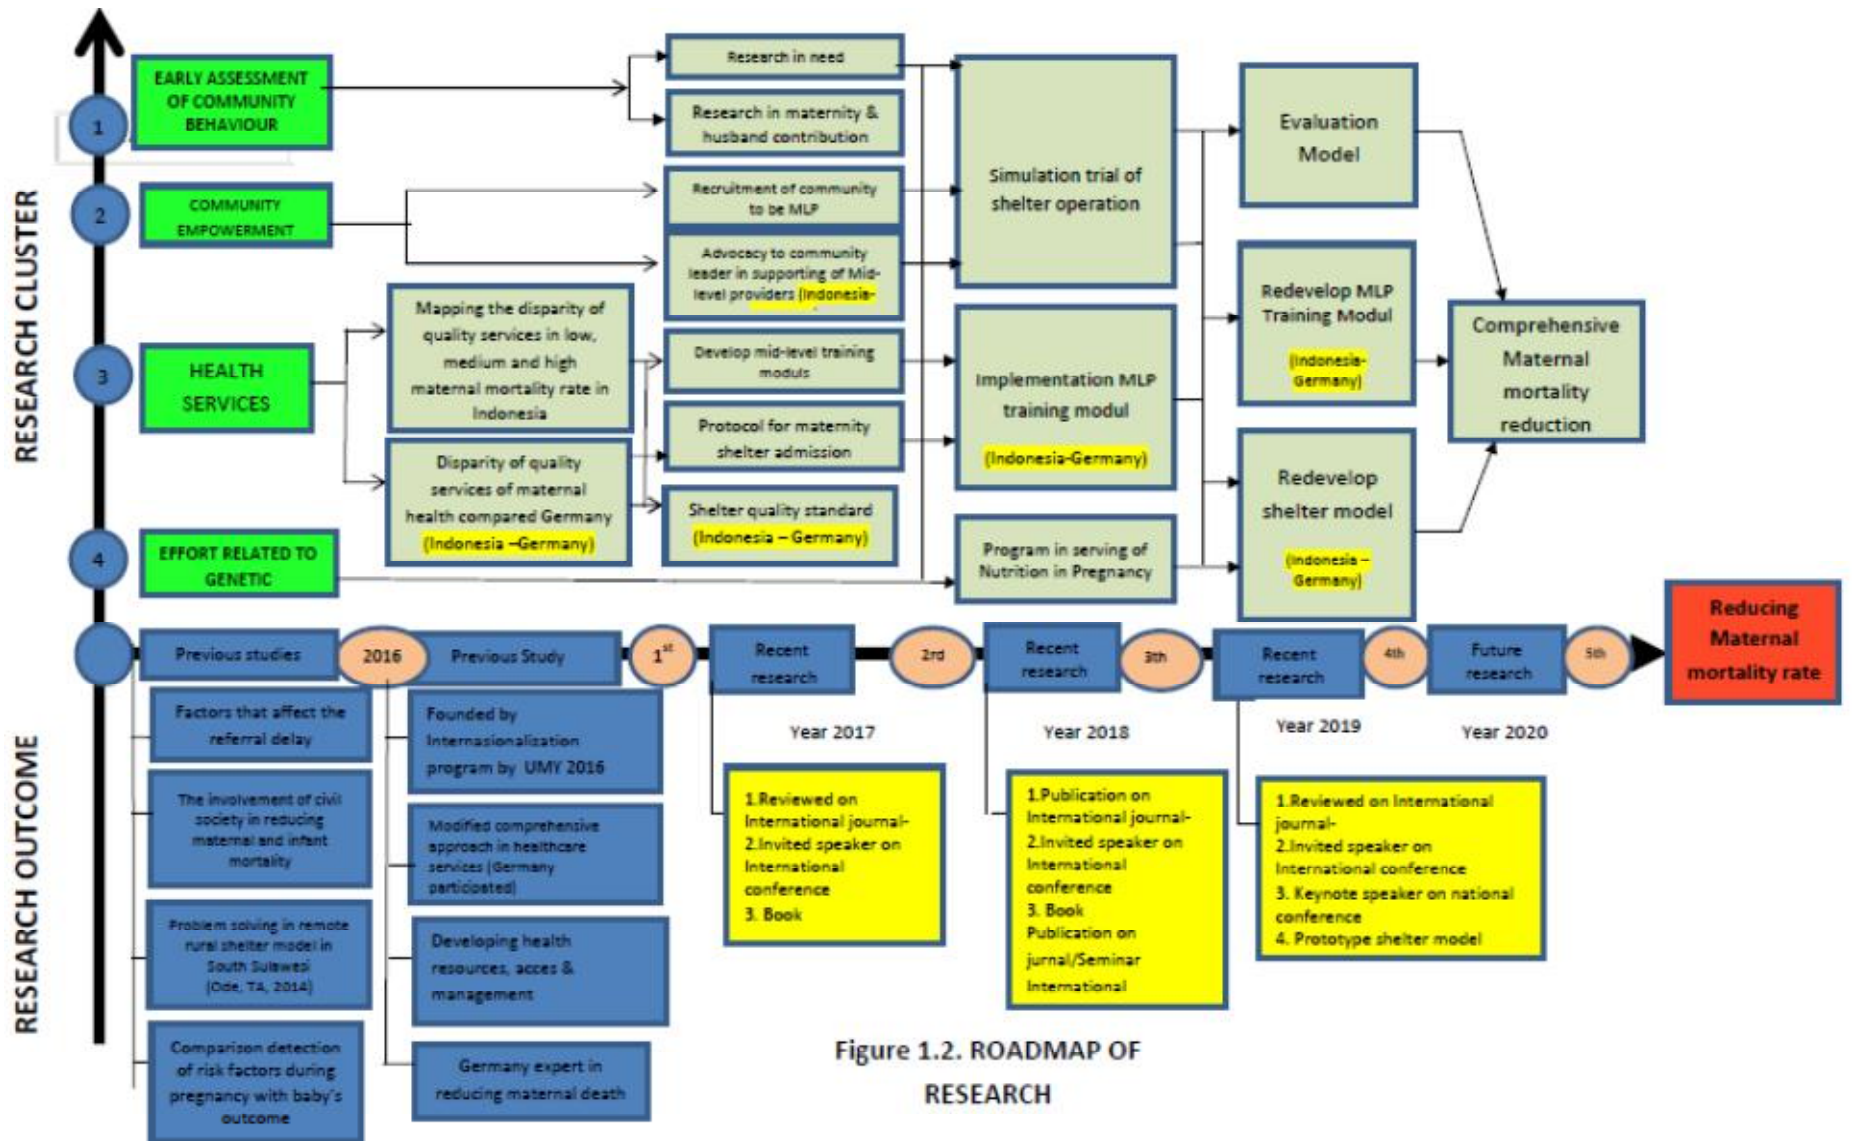 RESEARCH CLUSTER
1
EARLY ASSESSMENT
OF COMMUNITY
BEHAVIOUR
Research in need
Research in maternity &
husband contribution
2
COMMUNITY
EMPOWERMENT
Recruitment of community
to be MLP
Advocacy to community
leader in supporting of Mid-
level providers (Indonesia-
3
HEALTH
SERVICES
Mapping the disparity of
quality services in low,
medium and high
maternal mortality rate in
Indonesia
Disparity of quality
services of maternal
health compared Germany
(Indonesia –Germany)
Develop mid-level training
moduls
Protocol for maternity
shelter admission
Shelter quality standard
(Indonesia – Germany)
4
EFFORT RELATED TO
GENETIC
Simulation trial of
shelter operation
Implementation MLP
training modul
(Indonesia-Germany)
Program in serving of
Nutrition in Pregnancy
Evaluation
Model
Redevelop MLP
Training Modul
(Indonesia-
Germany)
Redevelop
shelter model
(Indonesia –
Germany)
Comprehensive
Maternal
mortality
reduction
Reducing
Maternal
mortality rate
Previous studies
2016
Previous Study
1st
Recent
research
2rd
Recent
research
3th
Recent
research
4th
Future
research
5th
Year 2017
Year 2018
Year 2019
Year 2020
RESEARCH OUTCOME
Factors that affect the
referral delay
The involvement of civil
society in reducing
maternal and infant
mortality
Problem solving in remote
rural shelter model in
South Sulawesi
(Ode, TA, 2014)
Comparison detection
of risk factors during
pregnancy with baby's
outcome
Founded by
Internasionalization
program by UMY 2016
Modified comprehensive
approach in healthcare
services (Germany
participated)
Developing health
resources, acces &
management
Germany expert in
reducing maternal death
1.Reviewed on
International journal-
2.Invited speaker on
International
conference
3. Book
1.Publication on
International journal-
2.Invited speaker on
International
conference
3. Book
Publication on
jurnal/Seminar
International
1.Reviewed on International
journal-
2.Invited speaker on
International conference
3. Keynote speaker on national
conference
4. Prototype shelter model
Figure 1.2. ROADMAP OF
RESEARCH